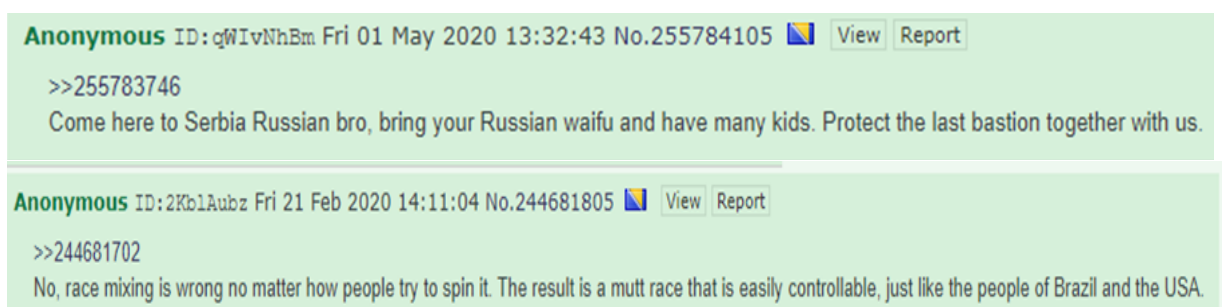 Anonymous ID:qWIvNhBm Fri 01 May 2020 13:32:43 No.255784105 View Report
>>255783746
Come here to Serbia Russian bro, bring your Russian waifu and have many kids. Protect the last bastion together with us.
Anonymous ID:2KblAubz Fri 21 Feb 2020 14:11:04 No.244681805 View Report
>>244681702
No, race mixing is wrong no matter how people try to spin it. The result is a mutt race that is easily controllable, just like the people of Brazil and the USA.